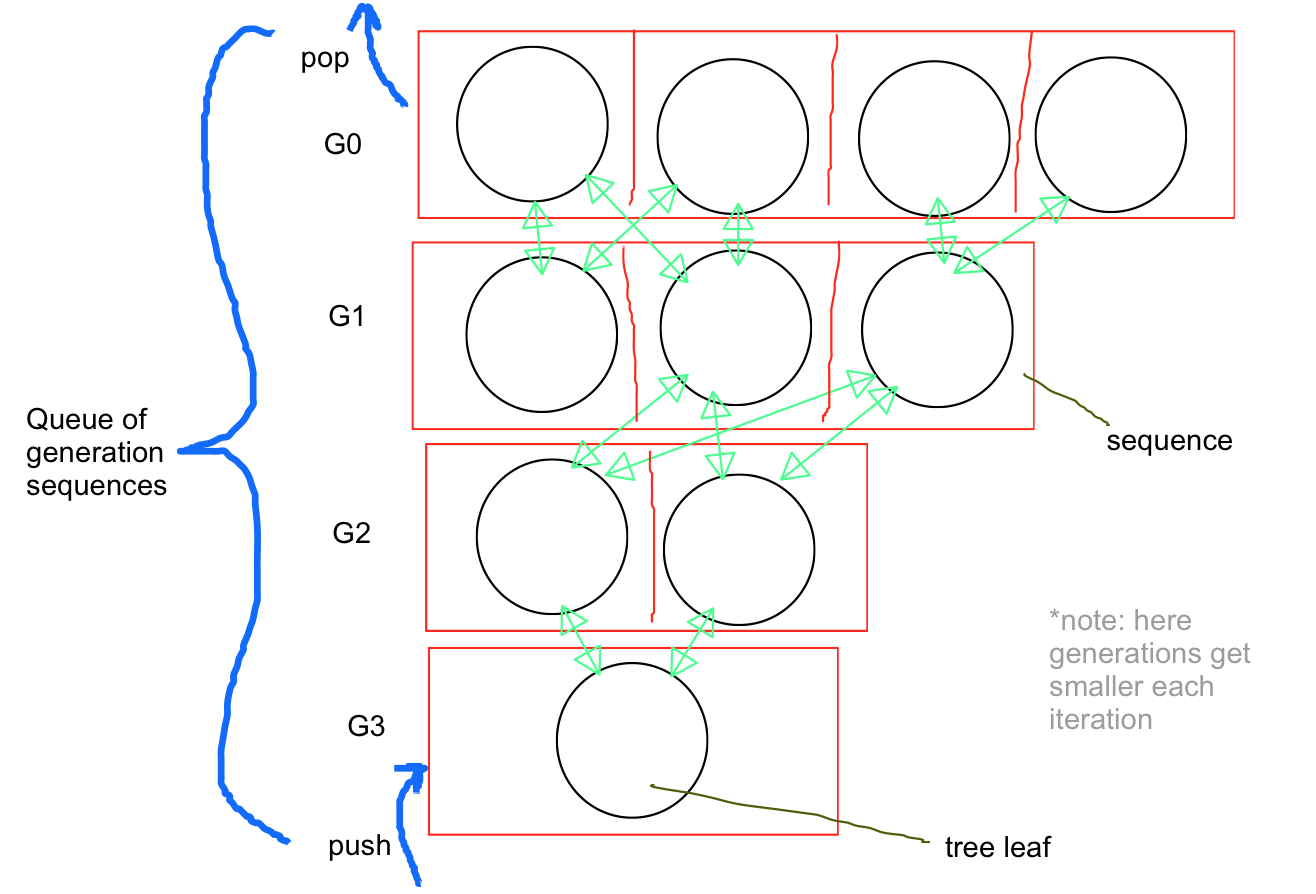 pop
G0
G1
Queue of
generation
sequences
sequence
G2
*note: here
generations get
smaller each
iteration
G3
push
tree leaf